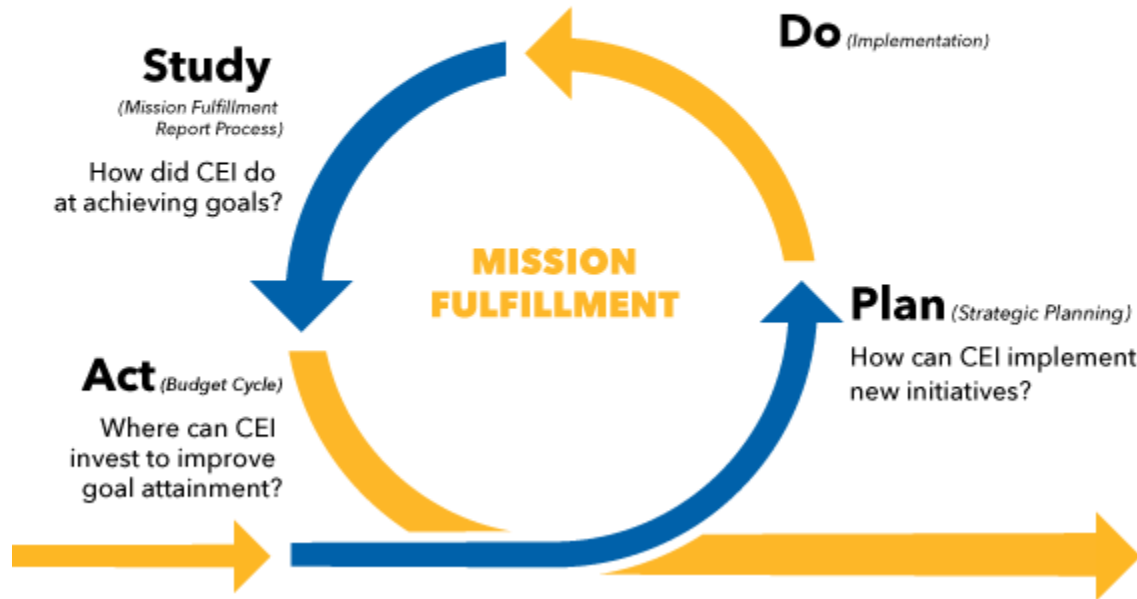 Do (Implementation)
Study
(Mission Fulfillment
Report Process)
How did CEI do
at achieving goals?
MISSION
FULFILLMENT
Plan (Strategic Planning)
How can CEI implement
new initiatives?
Act (Budget Cycle)
Where can CEI
invest to improve
goal attainment?